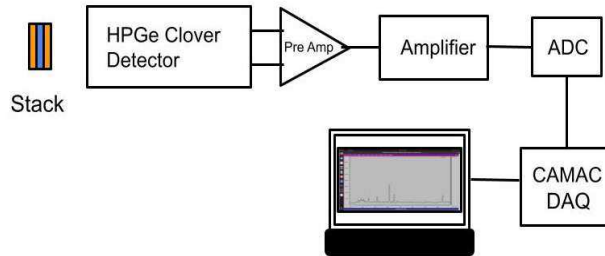 HPGe Clover
Detector
Pre Amp
Amplifier
ADC
Stack
CAMAC
DAQ